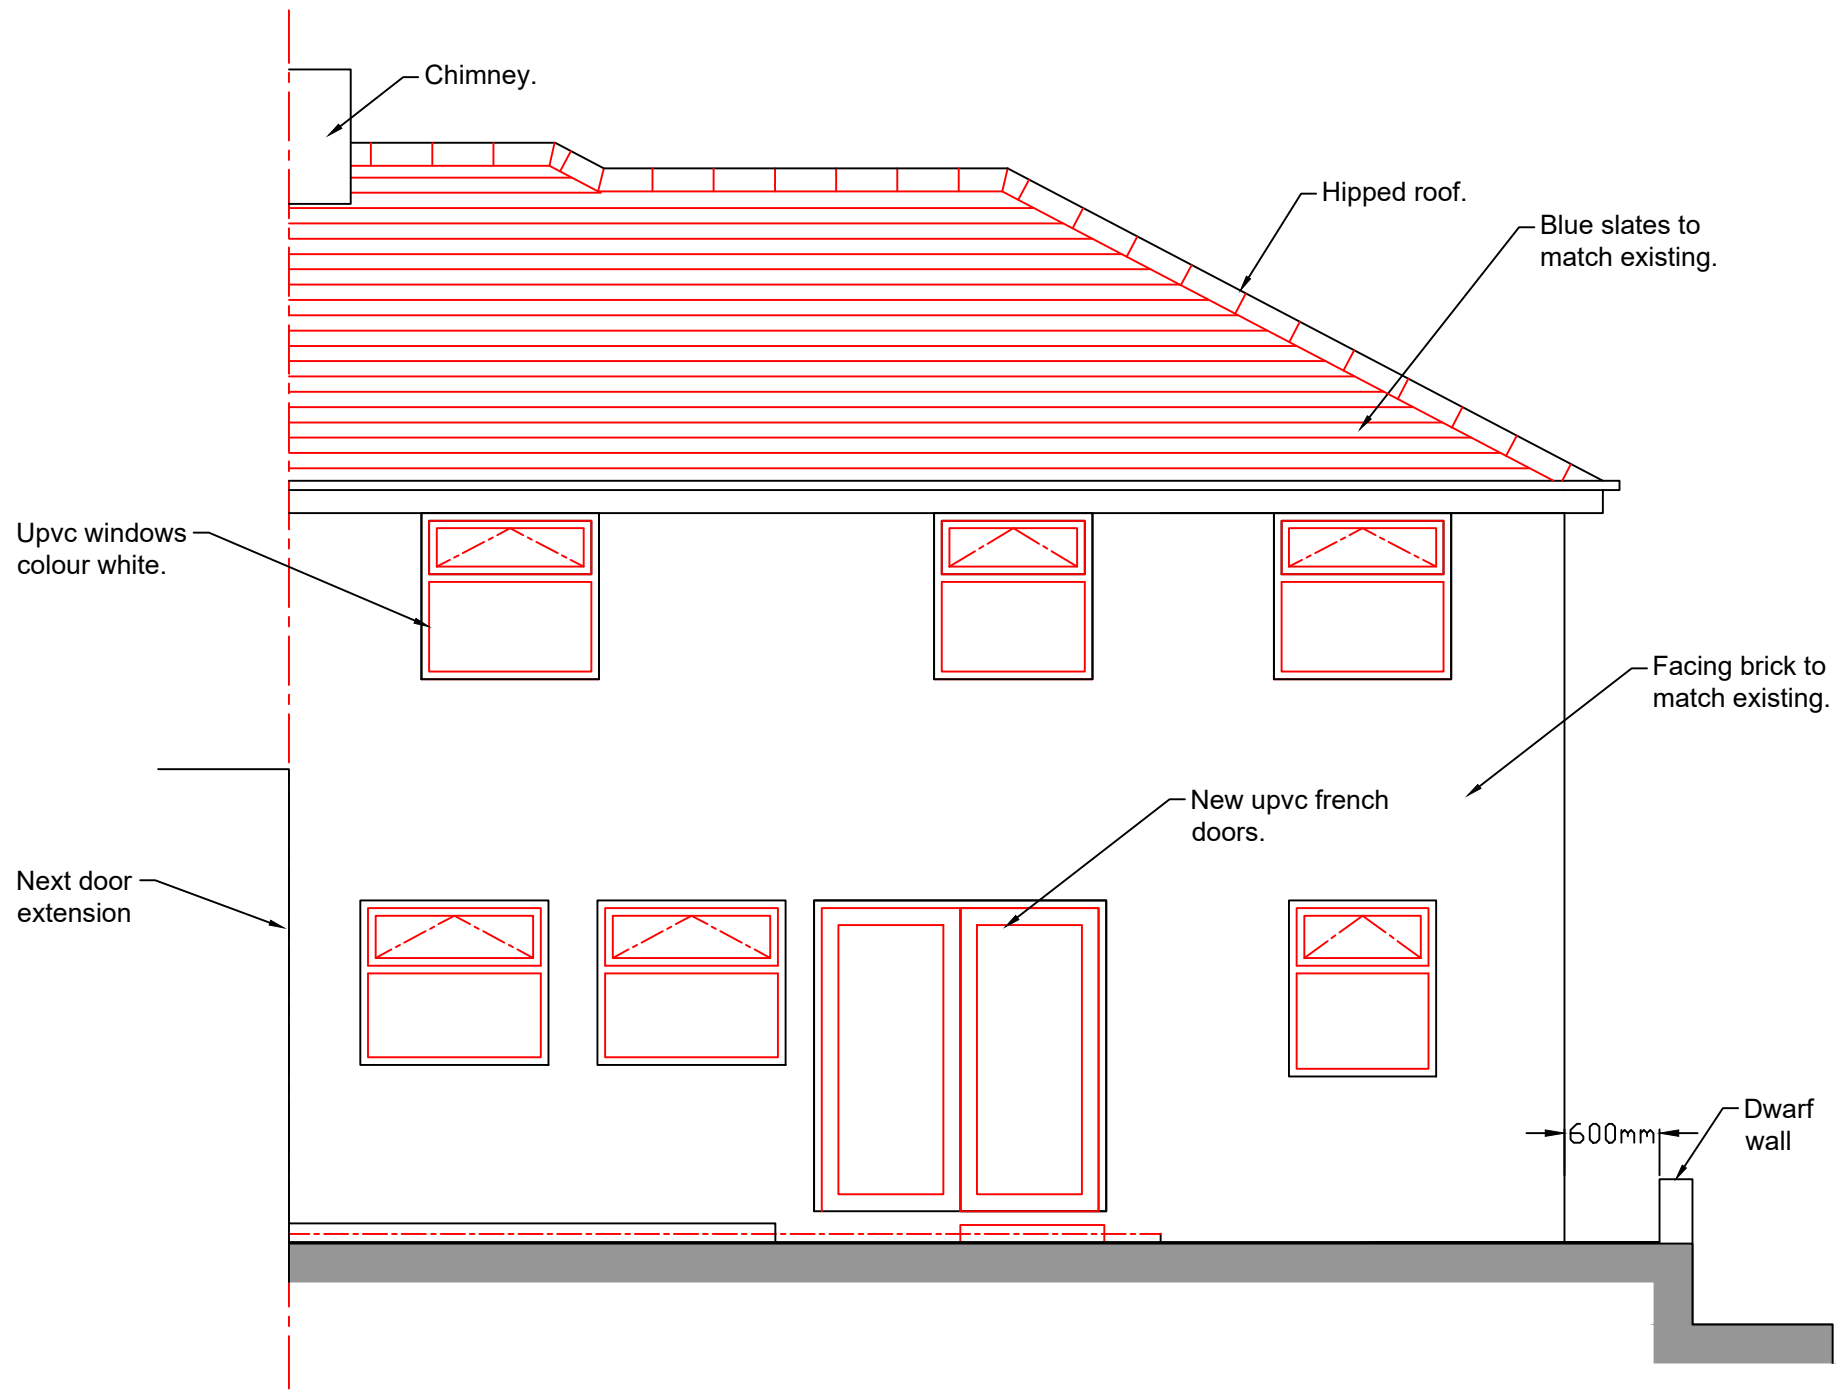 Chimney.
Hipped roof.
Blue slates to
match existing.
Upvc windows
colour white.
Facing brick to
match existing.
New upvc french
doors.
Next door
extension
Dwarf
wall
600mm